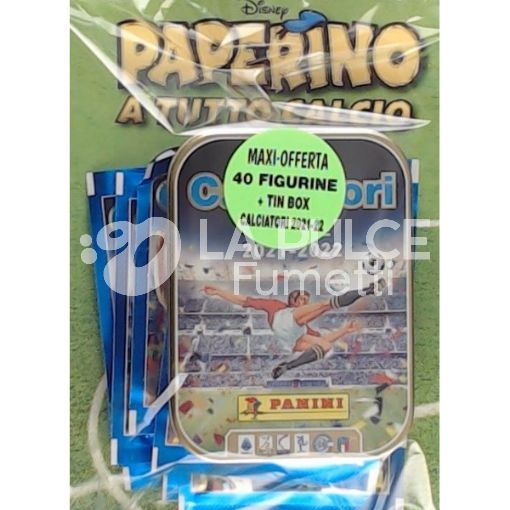 DISNEY
PAPERINO
A TUTTO CALCIO
MAXI-OFFERTA
40 FIGURINE
+ TIN BOX
CALCIATORI 2021-22
2021-2022
LA PULCE
Fumetti
PANINI